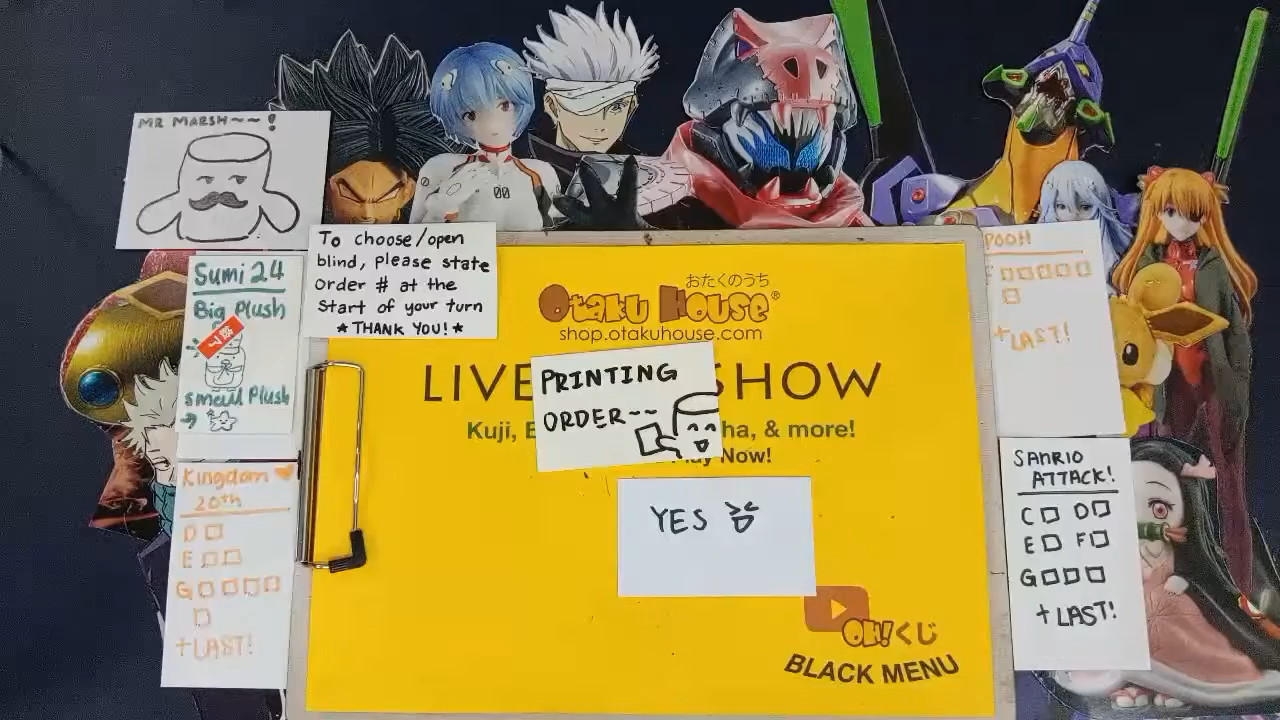 MR MARSH~~!
To choose/open
blind, please state
Order # at the
Start of your turn
★THANK YOU!★
Sumi 24
Big Plush
Small Plush
Kingdom
20th
D
E
G
+LAST!
おたくのうち
Otaku House®
shop.otakuhouse.com
LIVE SHOW
PRINTING
ORDER--
Kuji, & more!
Now!
YES
Oh!くじ
BLACK MENU
00
POOH
+LAST!
SANRIO
ATTACK!
C D
E F
G
+LAST!